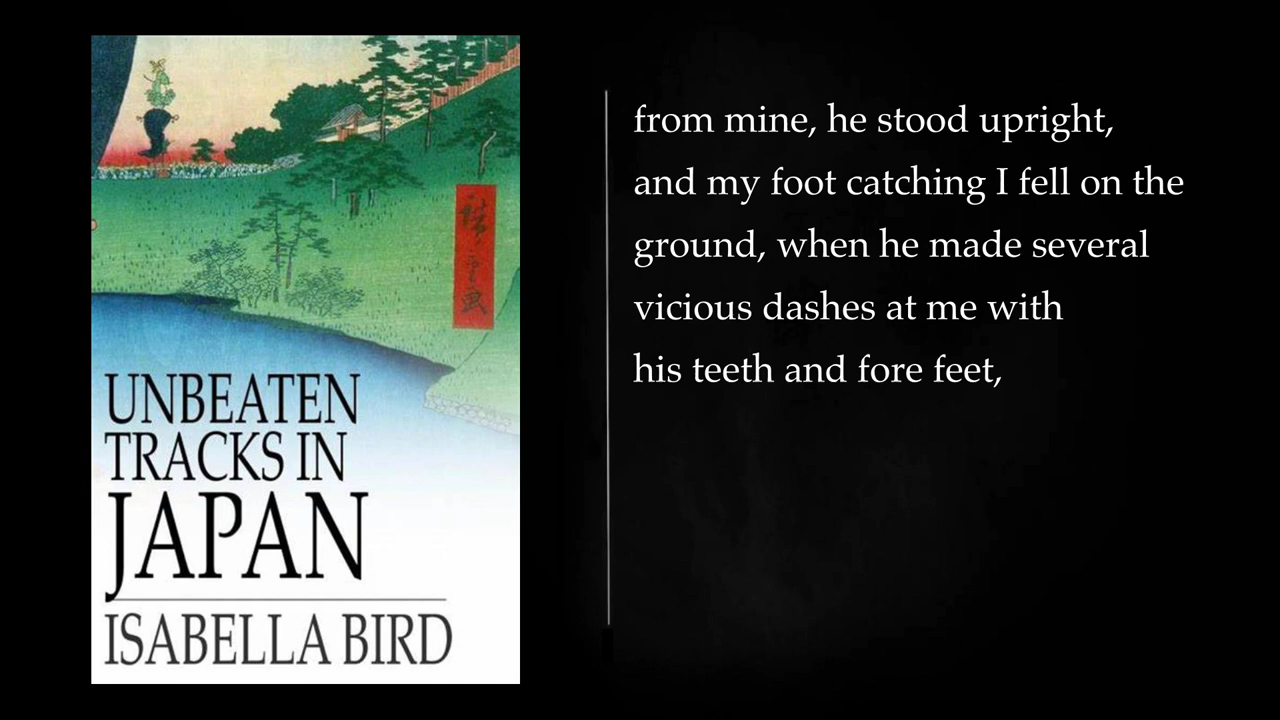 UNBEATEN
TRACKS IN
JAPAN
ISABELLA BIRD
from mine, he stood upright,
and my foot catching I fell on the
ground, when he made several
vicious dashes at me with
his teeth and fore feet,